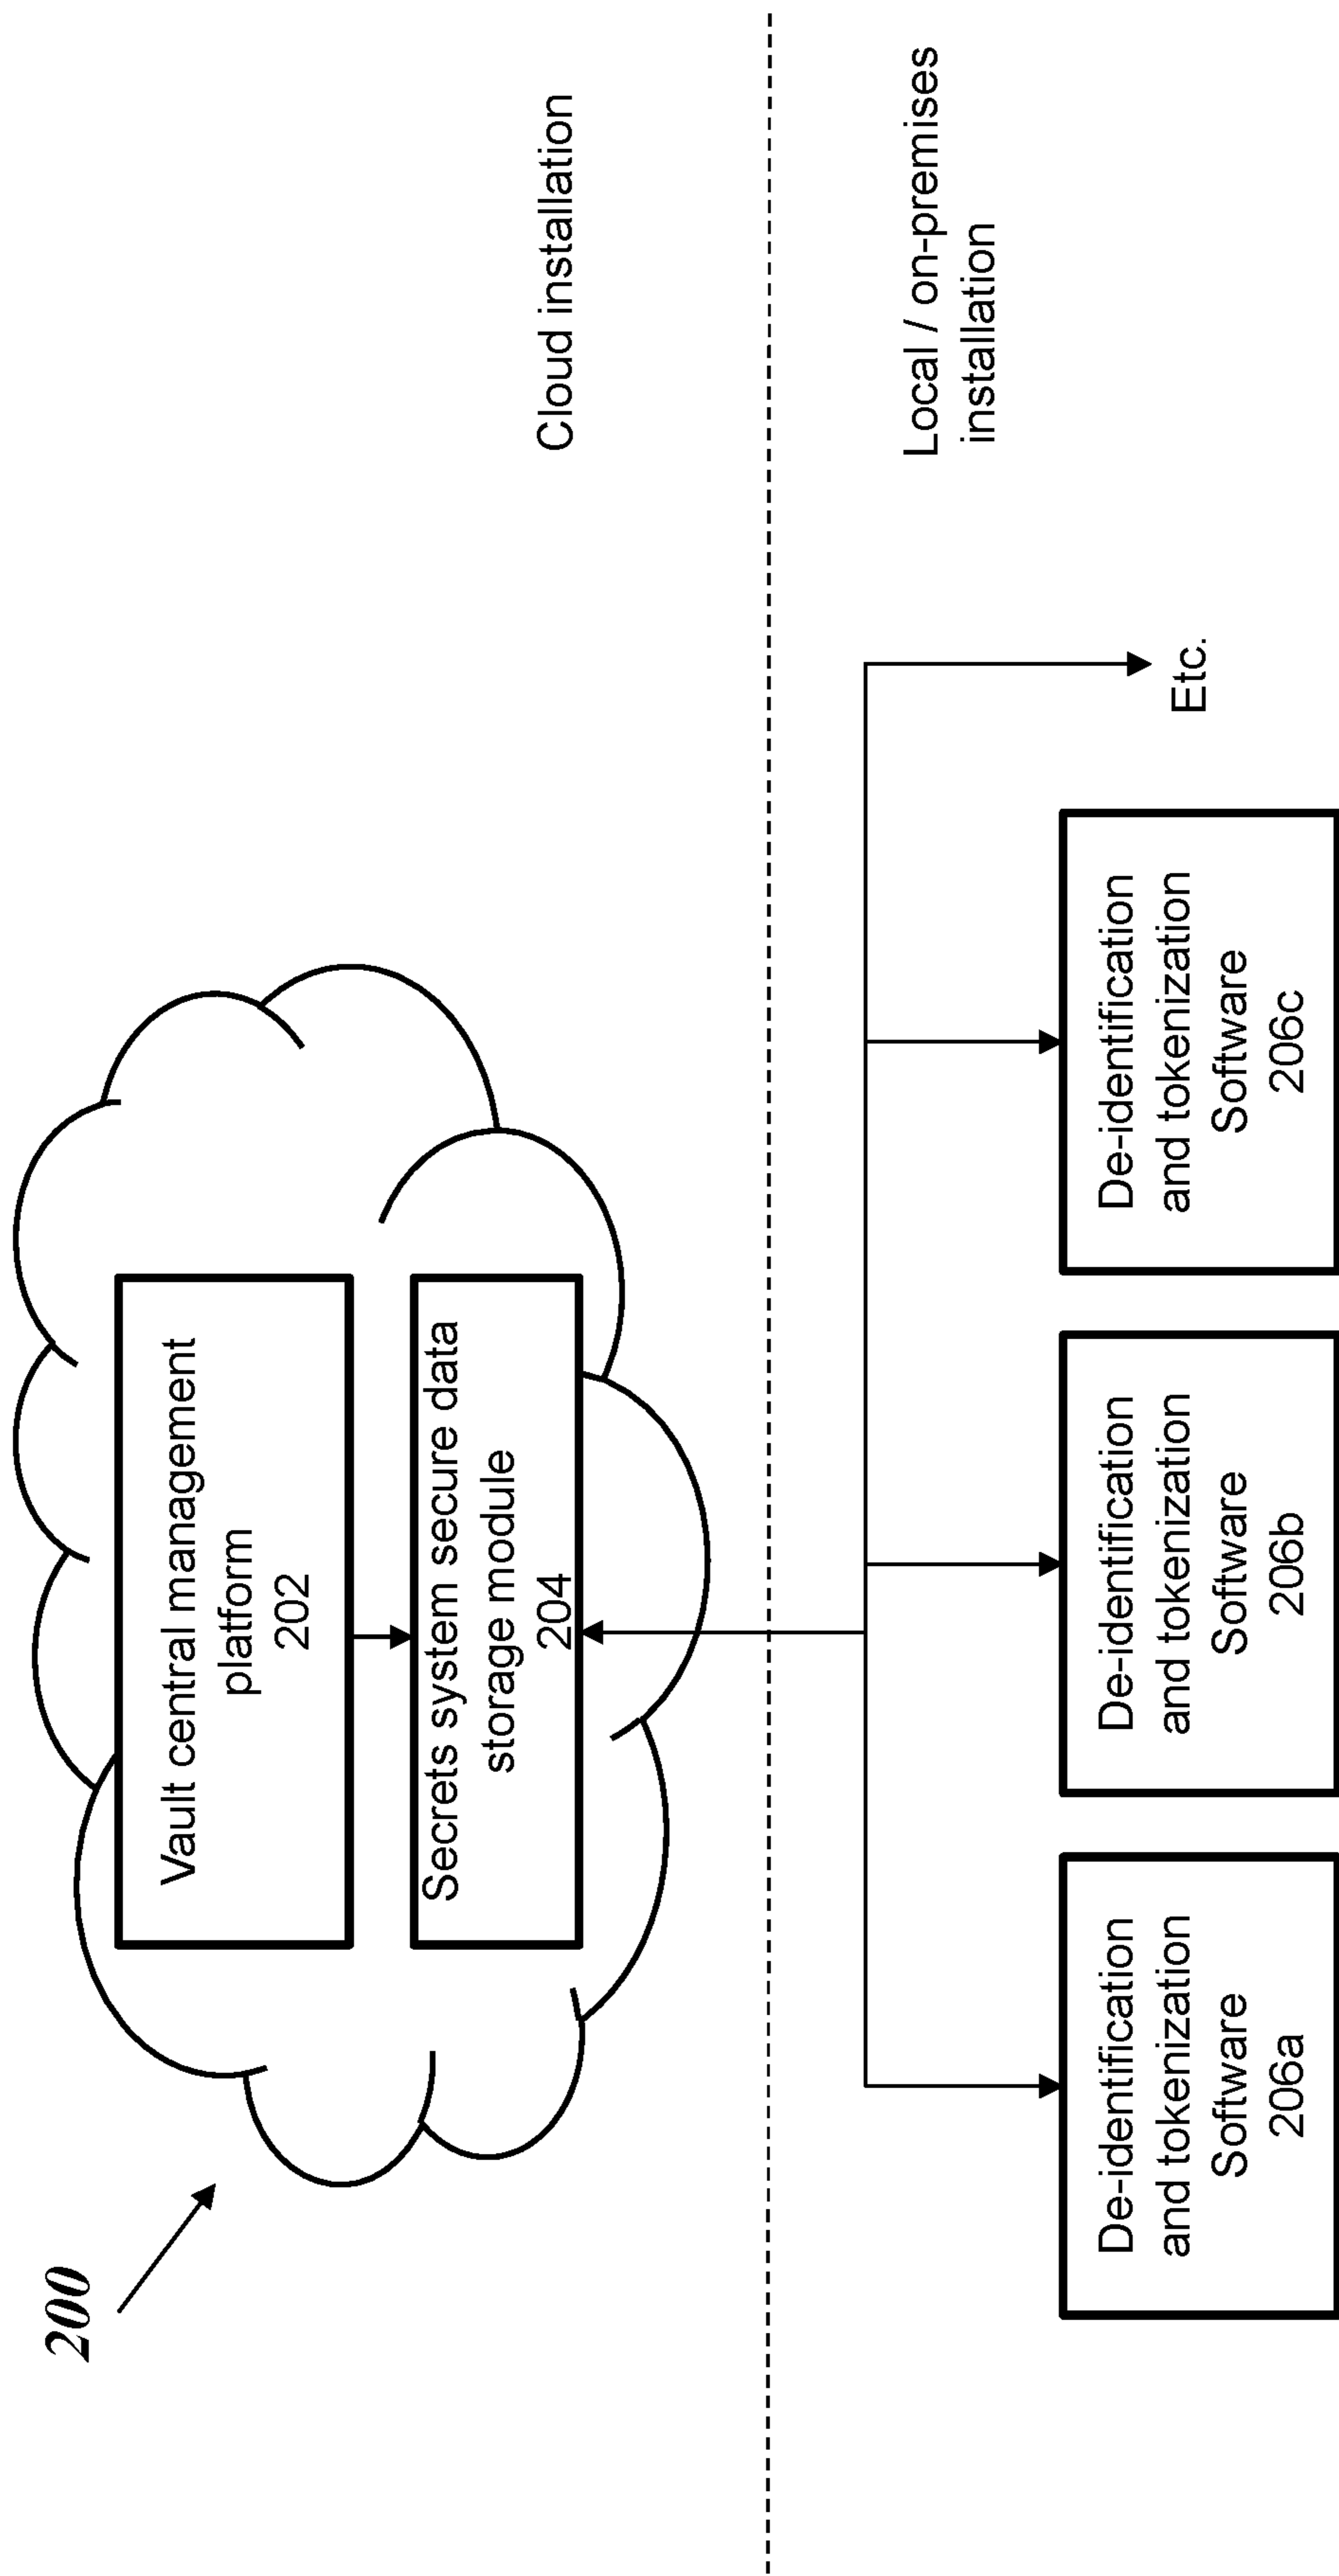 200
Vault central management
platform
202
Secrets system secure data
storage module
204
Cloud installation
Local / on-premises
installation
De-identification
and tokenization
Software
206a
De-identification
and tokenization
Software
206b
De-identification
and tokenization
Software
206c
Etc.